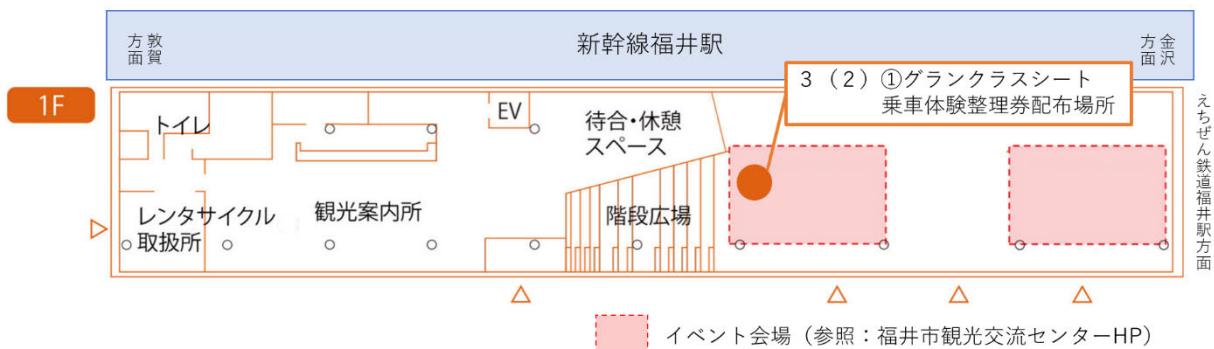 新幹線福井駅
敦賀
方面
金沢
方面
1F
3（2）①グランクラスシート
乗車体験整理券配布場所
えちぜん鉄道福井駅方面
トイレ
EV
待合・休憩
スペース
レンタサイクル
取扱所
観光案内所
階段広場
イベント会場（参照：福井市観光交流センターHP）